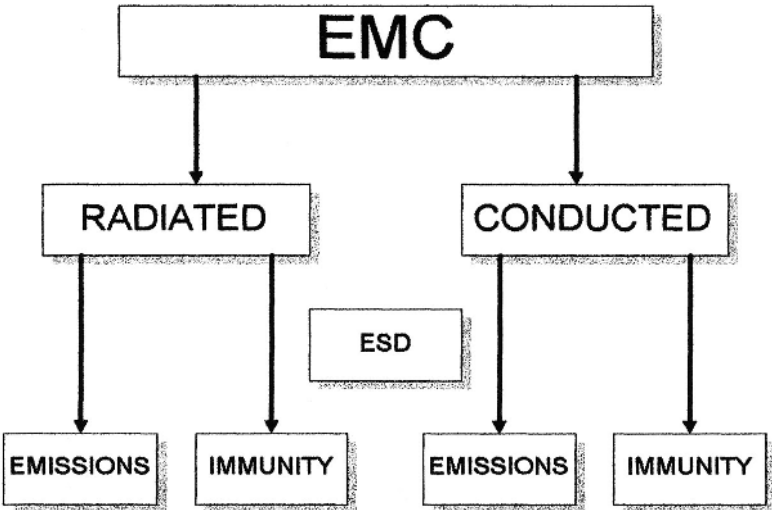 EMC
RADIATED
CONDUCTED
ESD
EMISSIONS
IMMUNITY
EMISSIONS
IMMUNITY